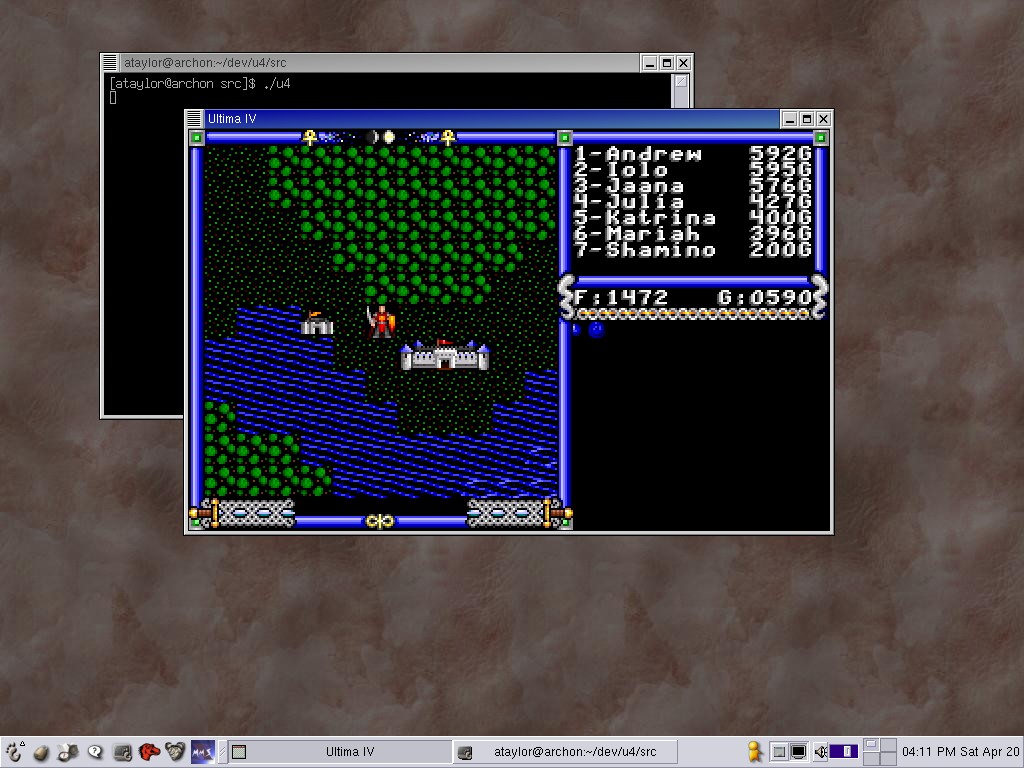 ataylor@archon:~/dev/u4/src
[ataylor@archon src]$ ./u4
Ultima IV
1-Andrew 592G
2-Iolo 595G
3-Jaana 576G
4-Julia 427G
5-Katrina 400G
6-Mariah 396G
7-Shamino 200G
F:1472 G:0590
Ultima IV
ataylor@archon:~/dev/u4/src
04:11 PM Sat Apr 20